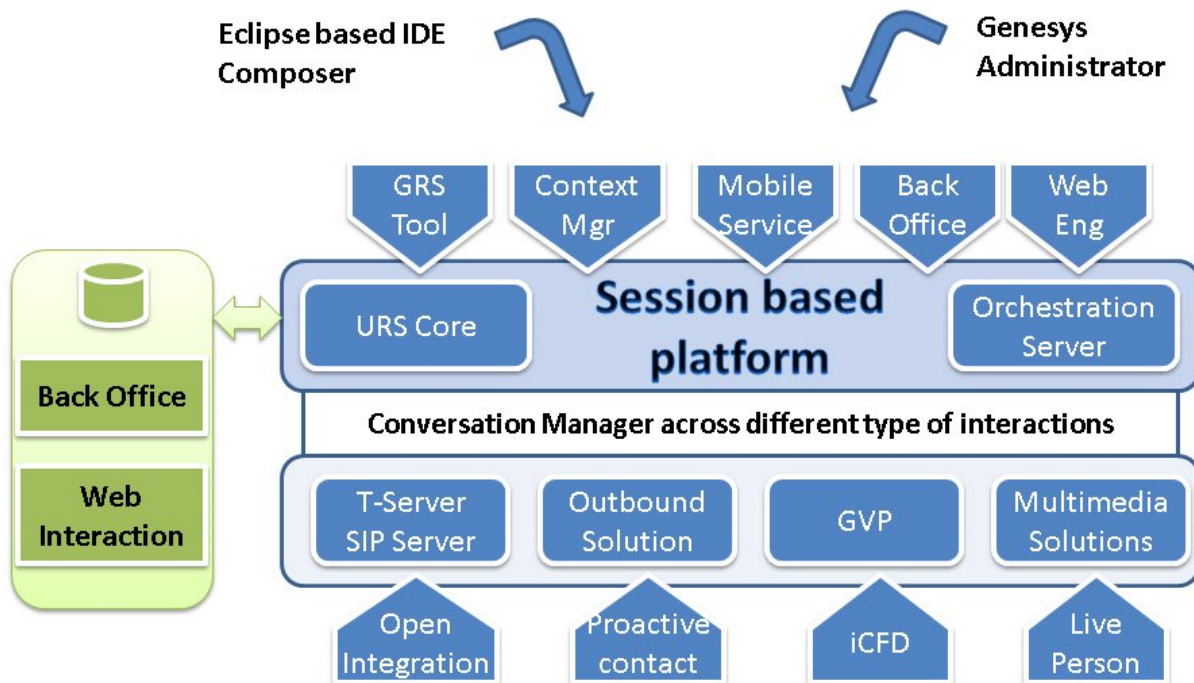 Eclipse based IDE
Composer
Genesys
Administrator
GRS
Tool
Context
Mgr
Mobile
Service
Back
Office
Web
Eng
URS Core
Session based
platform
Orchestration
Server
Back Office
Web
Interaction
Conversation Manager across different type of interactions
T-Server
SIP Server
Outbound
Solution
GVP
Multimedia
Solutions
Open
Integration
Proactive
contact
iCFD
Live
Person